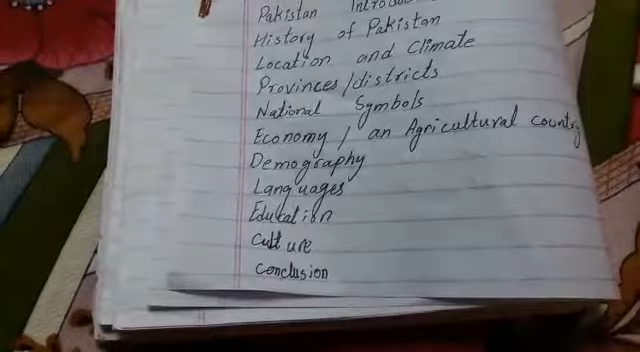 Pakistan
History of Pakistan
Location and Climate
Provinces/districts
National Symbols
Economy / an Agricultural country
Demography
Languages
Education
Culture
Conclusion